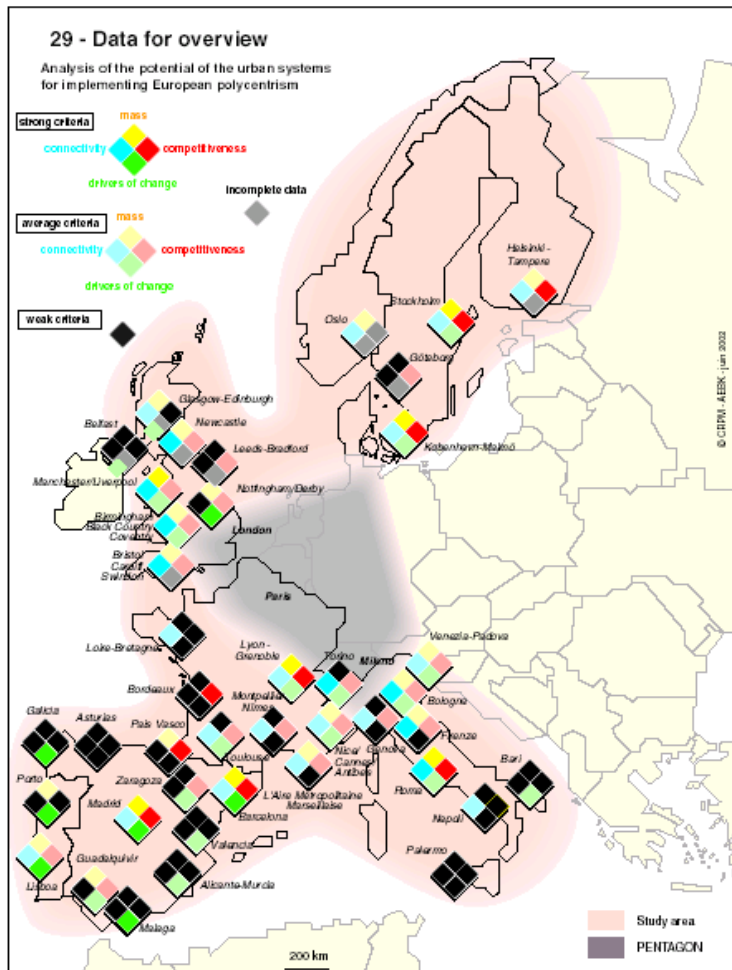 29 - Data for overview
Analysis of the potential of the urban systems
for implementing European polycentrism
strong criteria
mass
connectivity
competitiveness
drivers of change
incomplete data
average criteria
mass
connectivity
competitiveness
drivers of change
weak criteria
Helsinki -
Tampere
Stockholm
Oslo
Göteborg
København-Malmö
© CRPM - AEBK - juin 2002
Glasgow-Edinburgh
Newcastle
Belfast
Leeds-Bradford
Manchester/Liverpool
Nottingham/Derby
Birmingham
Black Country
Coventry
London
Bristol
Cardiff
Swindon
Paris
Loire-Bretagne
Lyon -
Grenoble
Torino
Milano
Venezia-Padova
Bordeaux
Montpellier
Nîmes
Bologne
Galicia
Asturias
Pais Vasco
Toulouse
Nice/
Cannes/
Antibes
Genova
Firenze
Bari
Porto
Zaragoza
Madrid
Barcelona
L'Aire Métropolitaine
Marseillaise
Roma
Napoli
Valencia
Palermo
Lisboa
Guadalquivir
Alicante-Murcia
Malaga
200 km
Study area
PENTAGON